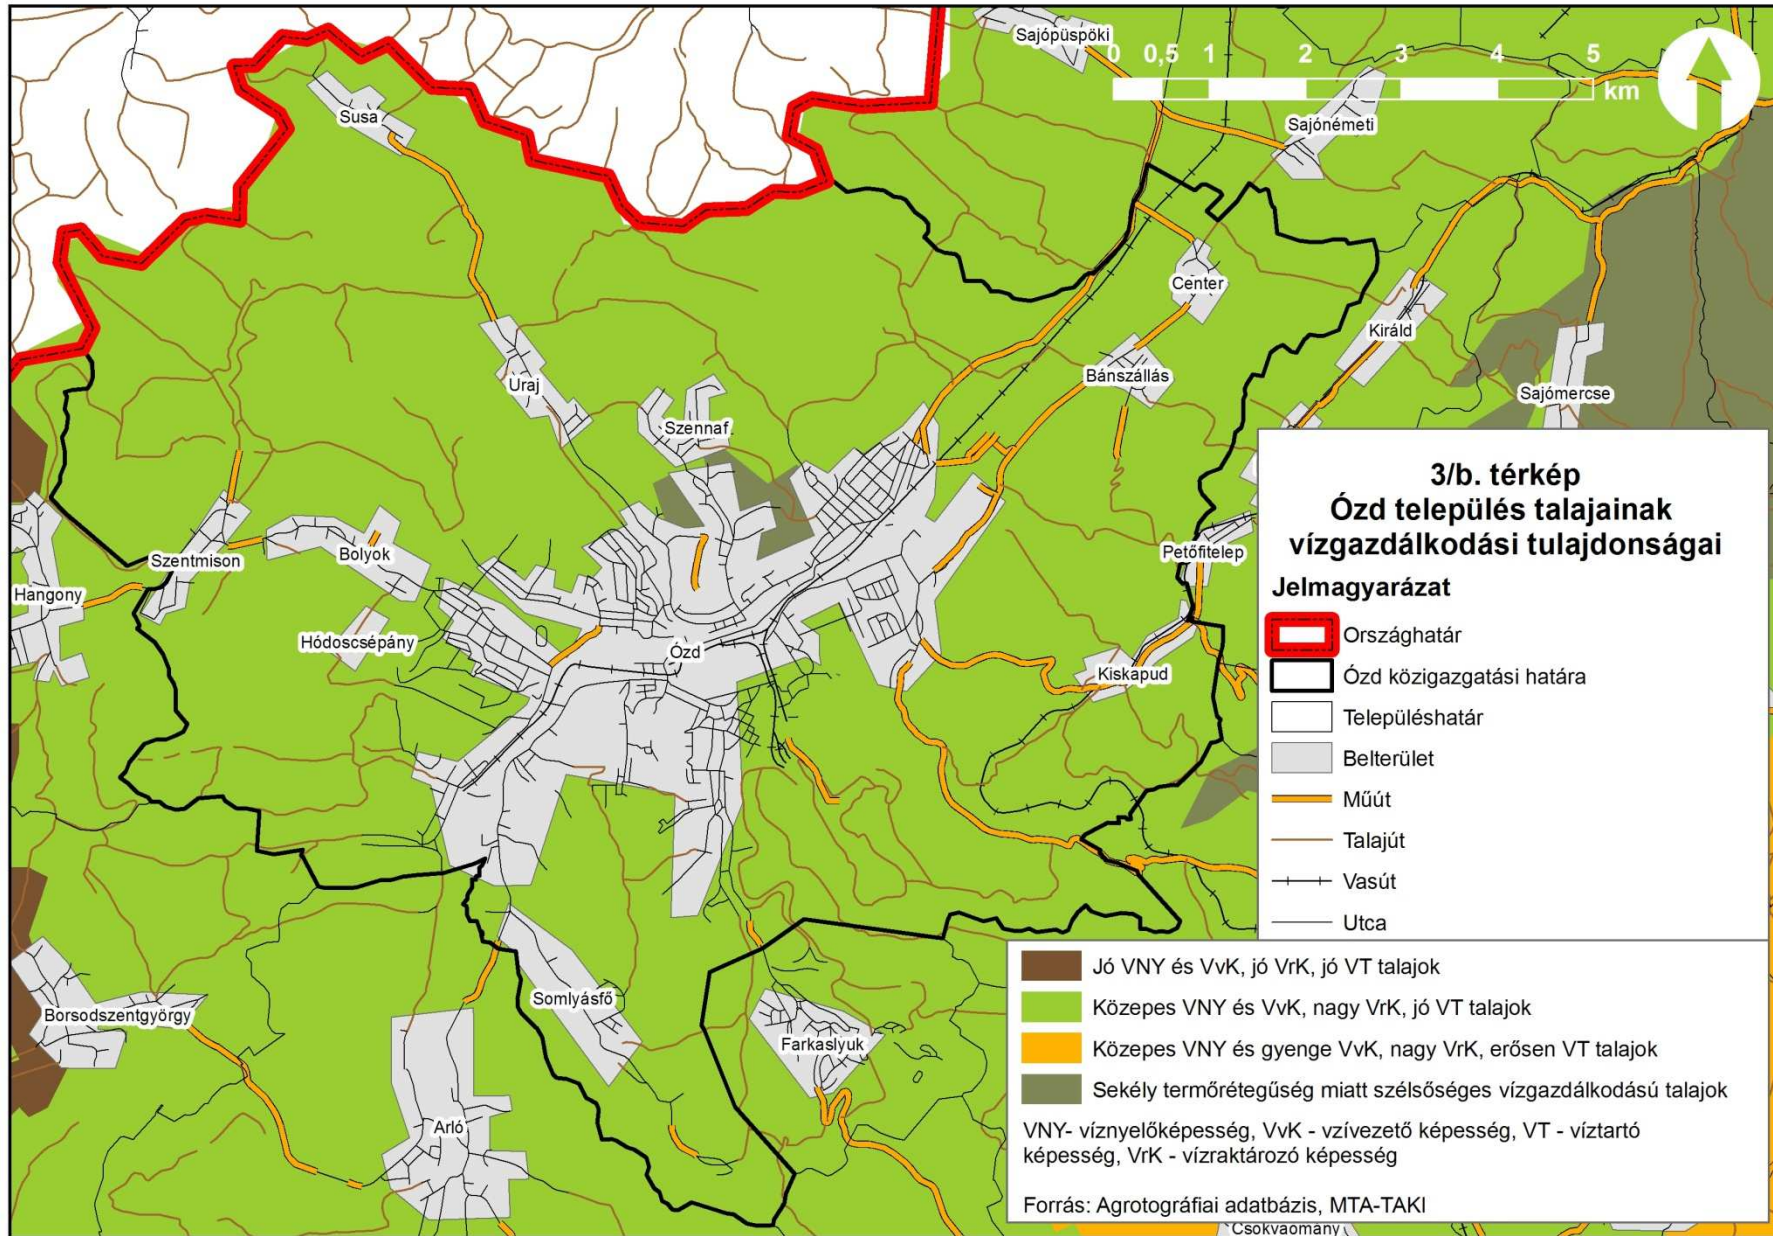 Sajópüspöki
0 0,5 1 2 3 4 5
km
Susa
Sajónémeti
Center
Királd
Uraj
Bánszállás
Sajómercse
Szennaf
3/b. térkép
Ózd település talajainak
vízgazdálkodási tulajdonságai
Jelmagyarázat
Országhatár
Ózd közigazgatási határa
Településhatár
Belterület
Műút
Talajút
Vasút
Utca
Szentmison
Bolyok
Petőfitelep
Hangony
Hódoscsépány
Ózd
Kiskapud
Borsodszentgyörgy
Somlyásfő
Farkaslyuk
Arló
Jó VNY és VvK, jó VrK, jó VT talajok
Közepes VNY és VvK, nagy VrK, jó VT talajok
Közepes VNY és gyenge VvK, nagy VrK, erősen VT talajok
Sekély termőrétegűség miatt szélsőséges vízgazdálkodású talajok
VNY- víznyelőképesség, VvK - vzívezető képesség, VT - víztartó
képesség, VrK - vízraktározó képesség
Forrás: Agrotográfiai adatbázis, MTA-TAKI
Csokvaomány